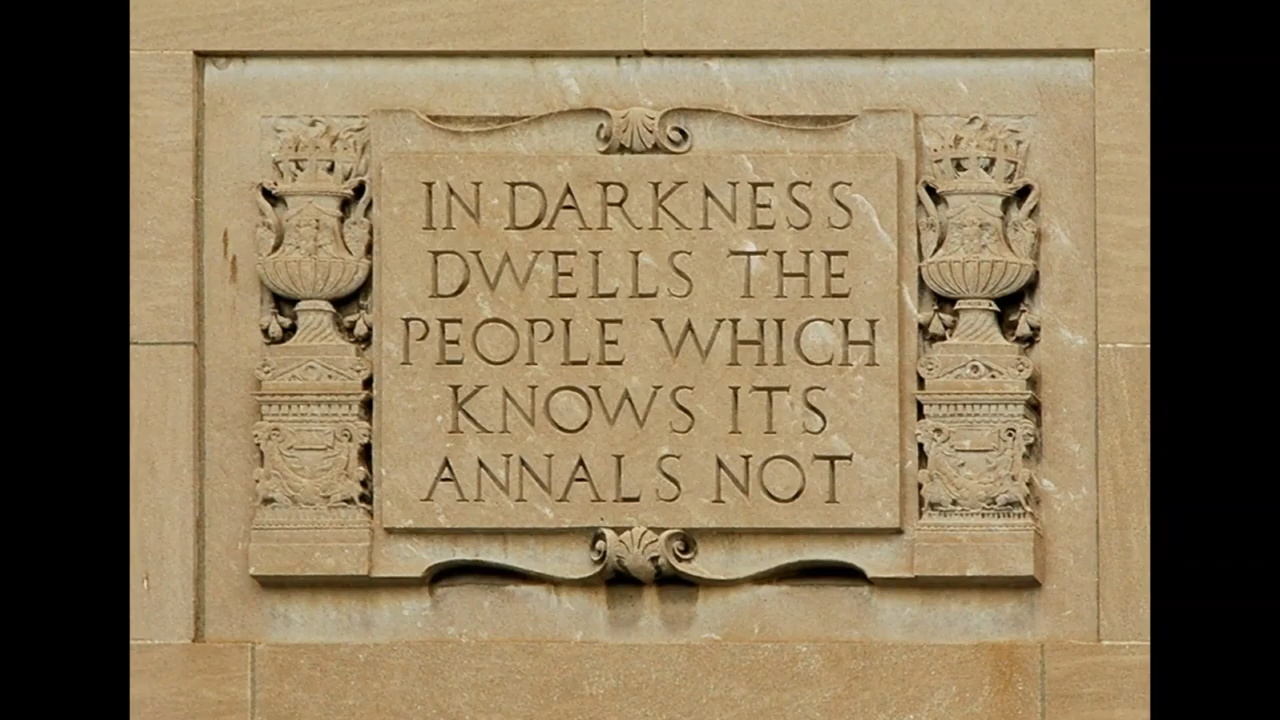 IN DARKNESS
DWELLS THE
PEOPLE WHICH
KNOWS ITS
ANNALS NOT